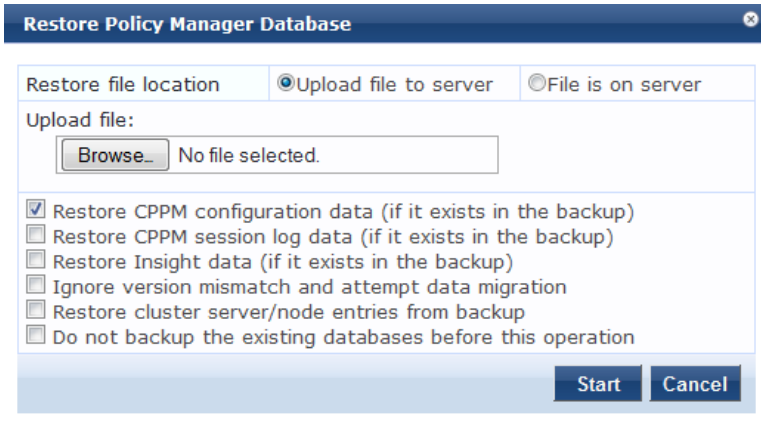 Restore Policy Manager Database
Restore file location Upload file to server File is on server
Upload file:
Browse… No file selected.
Restore CPPM configuration data (if it exists in the backup)
Restore CPPM session log data (if it exists in the backup)
Restore Insight data (if it exists in the backup)
Ignore version mismatch and attempt data migration
Restore cluster server/node entries from backup
Do not backup the existing databases before this operation
Start Cancel